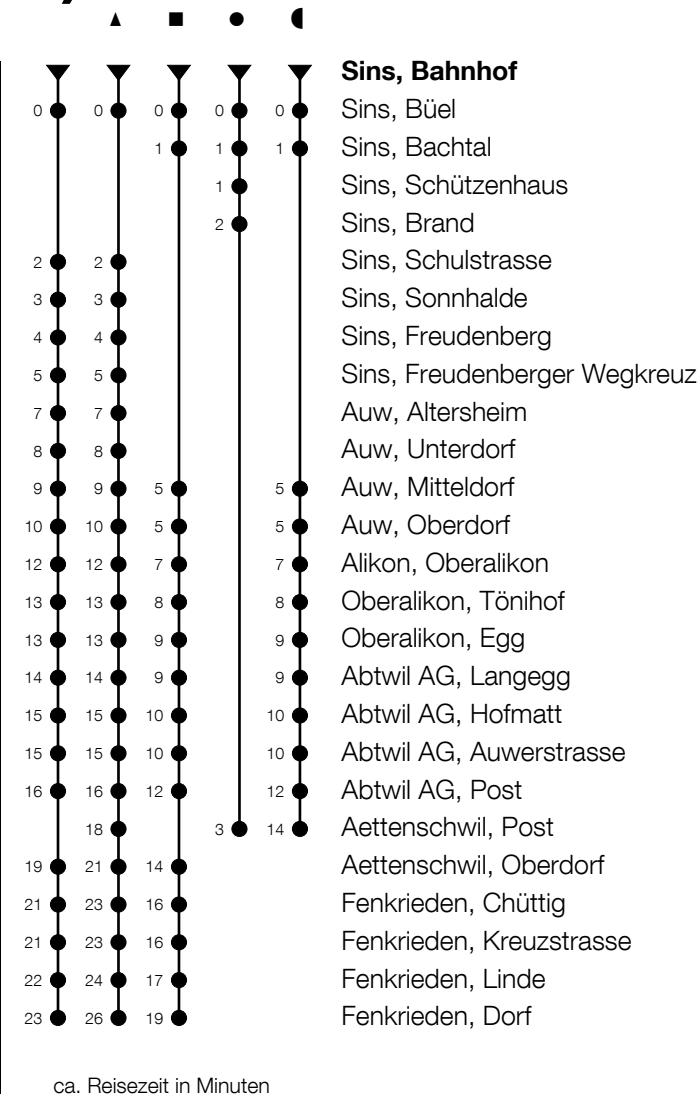 Sins, Bahnhof
0 0 0 0 0 Sins, Büel
1 1 1 Sins, Bachtal
1 Sins, Schützenhaus
2 Sins, Brand
2 2 Sins, Schulstrasse
3 3 Sins, Sonnhalde
4 4 Sins, Freudenberg
5 5 Sins, Freudenberger Wegkreuz
7 7 Auw, Altersheim
8 8 Auw, Unterdorf
9 9 5 5 Auw, Mitteldorf
10 10 5 5 Auw, Oberdorf
12 12 7 7 Alikon, Oberalikon
13 13 8 8 Oberalikon, Tönihof
13 13 9 9 Oberalikon, Egg
14 14 9 9 Abtwil AG, Langegg
15 15 10 10 Abtwil AG, Hofmatt
15 15 10 10 Abtwil AG, Auwerstrasse
16 16 12 12 Abtwil AG, Post
18 3 14 Aettenschwil, Post
19 21 14 Aettenschwil, Oberdorf
21 23 16 Fenkrieden, Chüttig
21 23 16 Fenkrieden, Kreuzstrasse
22 24 17 Fenkrieden, Linde
23 26 19 Fenkrieden, Dorf
ca. Reisezeit in Minuten